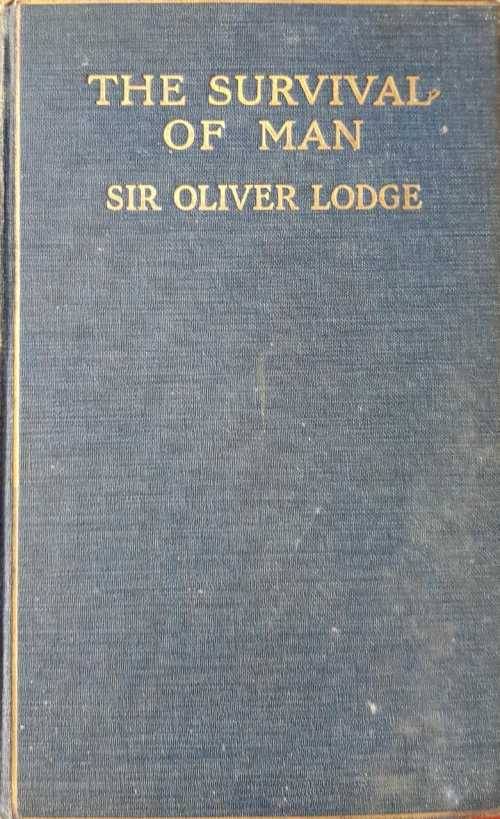 THE SURVIVAL
OF MAN
SIR OLIVER LODGE